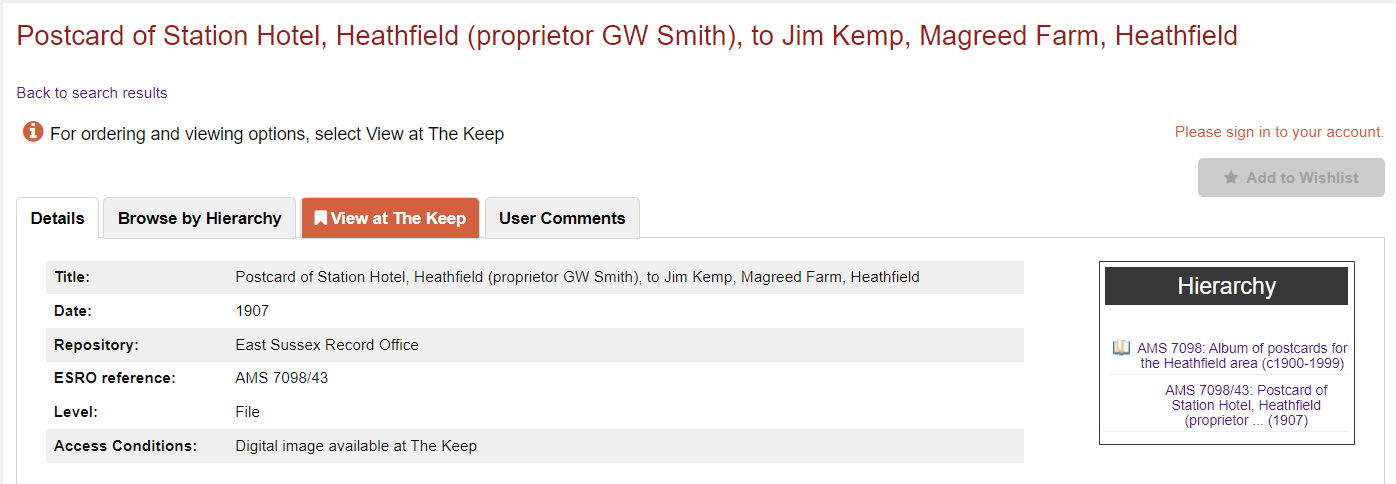 Postcard of Station Hotel, Heathfield (proprietor GW Smith), to Jim Kemp, Magreed Farm, Heathfield
Back to search results
For ordering and viewing options, select View at The Keep
Please sign in to your account.
Add to Wishlist
Details Browse by Hierarchy View at The Keep User Comments
Title: Postcard of Station Hotel, Heathfield (proprietor GW Smith), to Jim Kemp, Magreed Farm, Heathfield
Date: 1907
Repository: East Sussex Record Office
ESRO reference: AMS 7098/43
Level: File
Access Conditions: Digital image available at The Keep
Hierarchy
AMS 7098: Album of postcards for
the Heathfield area (c1900-1999)
AMS 7098/43: Postcard of
Station Hotel, Heathfield
(proprietor ... (1907)